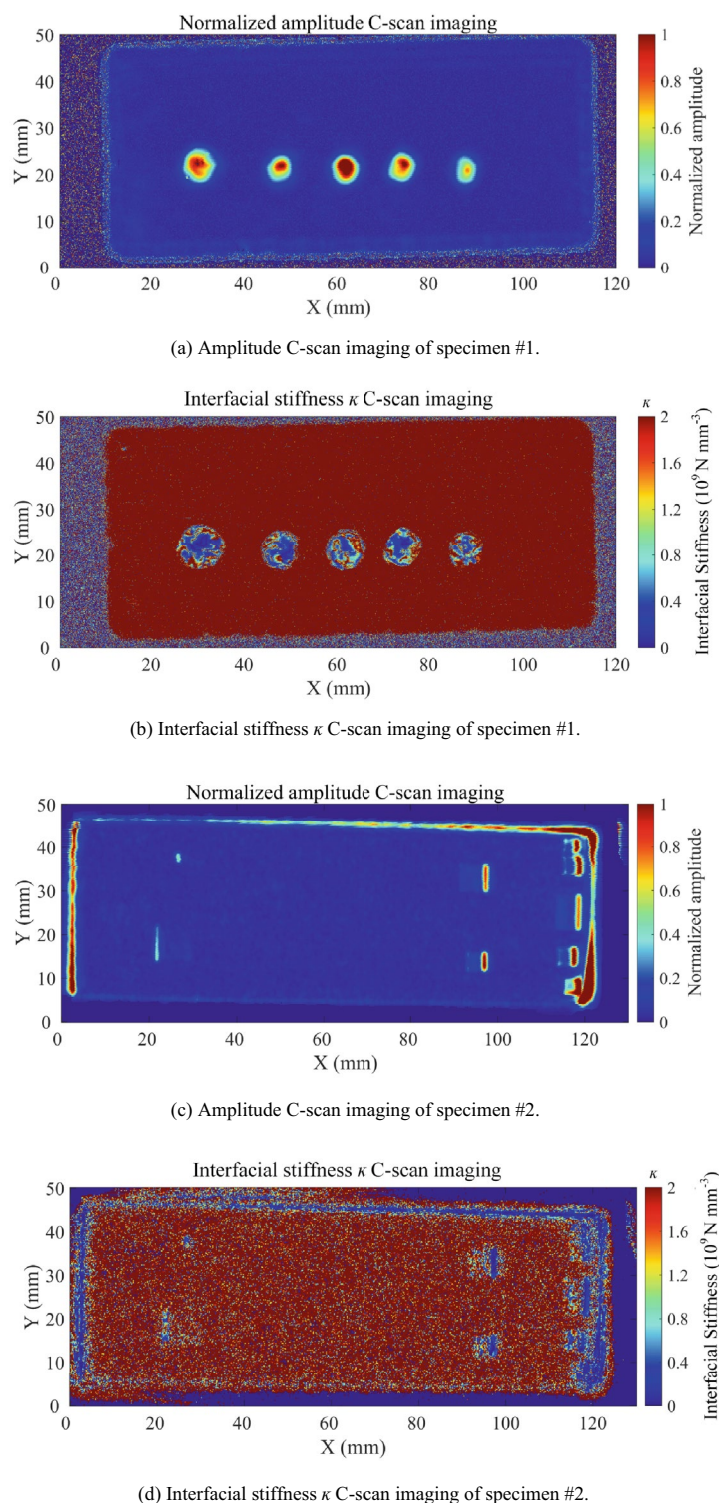 Normalized amplitude C-scan imaging
50
40
30
20
10
0
Y (mm)
0 20 40 60 80 100 120
X (mm)
1
0.8
0.6
0.4
0.2
0
Normalized amplitude
(a) Amplitude C-scan imaging of specimen #1.
Interfacial stiffness κ C-scan imaging
50
40
30
20
10
0
Y (mm)
0 20 40 60 80 100 120
X (mm)
κ
2
1.6
1.2
0.8
0.4
0
Interfacial Stiffness (10⁹ N mm⁻³)
(b) Interfacial stiffness κ C-scan imaging of specimen #1.
Normalized amplitude C-scan imaging
50
40
30
20
10
0
Y (mm)
0 20 40 60 80 100 120
X (mm)
1
0.8
0.6
0.4
0.2
0
Normalized amplitude
(c) Amplitude C-scan imaging of specimen #2.
Interfacial stiffness κ C-scan imaging
50
40
30
20
10
0
Y (mm)
0 20 40 60 80 100 120
X (mm)
κ
2
1.6
1.2
0.8
0.4
0
Interfacial Stiffness (10⁹ N mm⁻³)
(d) Interfacial stiffness κ C-scan imaging of specimen #2.